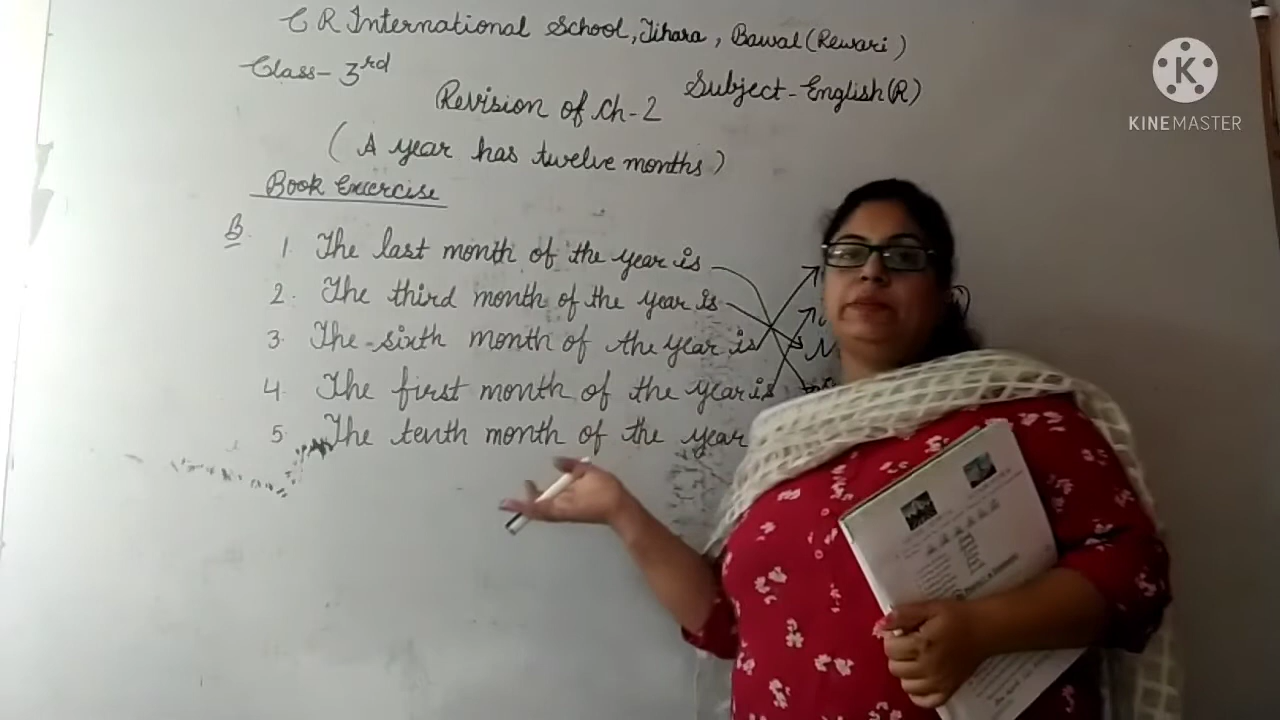 C R International School, Jihara, Bawal (Rewari)
Class - 3rd
Subject - English (R)
Revision of Ch - 2
( A year has twelve months )
Book Exercise
B.
1. The last month of the year is
2. The third month of the year is
3. The sixth month of the year is
4. The first month of the year is
5. The tenth month of the year
K
KINEMASTER